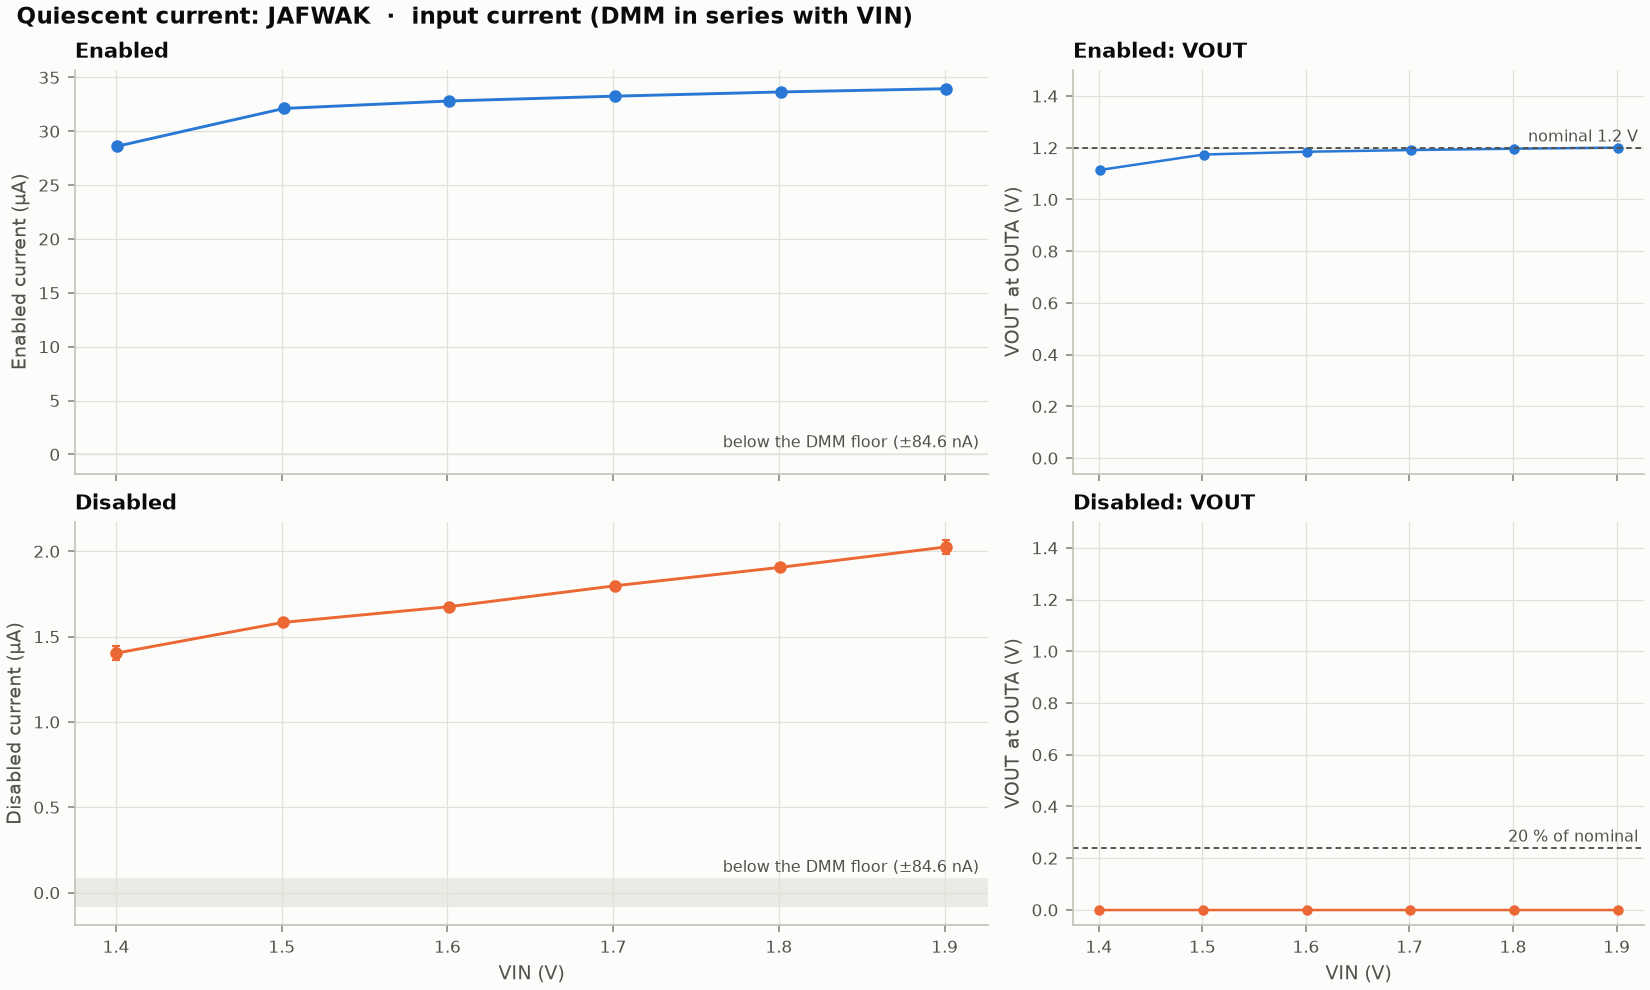 Quiescent current: JAFWAK · input current (DMM in series with VIN)
Enabled
Enabled current (µA)
35
30
25
20
15
10
5
0
below the DMM floor (±84.6 nA)
Enabled: VOUT
VOUT at OUTA (V)
1.4
1.2
1.0
0.8
0.6
0.4
0.2
0.0
nominal 1.2 V
Disabled
Disabled current (µA)
2.0
1.5
1.0
0.5
0.0
below the DMM floor (±84.6 nA)
1.4 1.5 1.6 1.7 1.8 1.9
VIN (V)
Disabled: VOUT
VOUT at OUTA (V)
1.4
1.2
1.0
0.8
0.6
0.4
0.2
0.0
20 % of nominal
1.4 1.5 1.6 1.7 1.8 1.9
VIN (V)